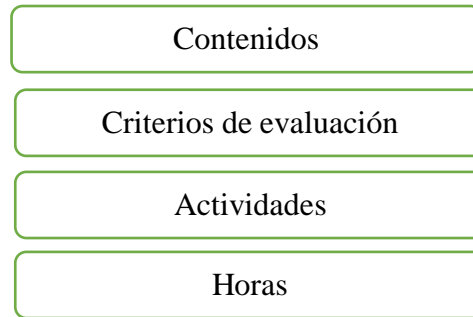 Contenidos
Criterios de evaluación
Actividades
Horas